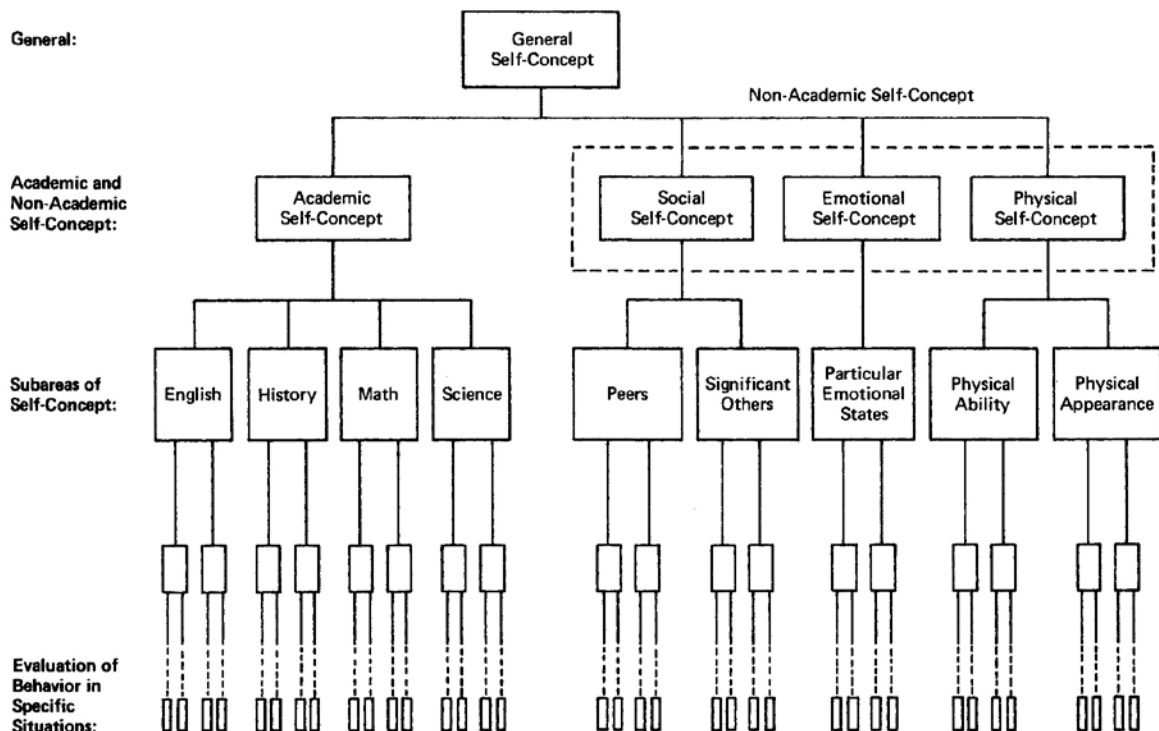 General:
General
Self-Concept
Non-Academic Self-Concept
Academic and
Non-Academic
Self-Concept:
Academic
Self-Concept
Social
Self-Concept
Emotional
Self-Concept
Physical
Self-Concept
Subareas of
Self-Concept:
English
History
Math
Science
Peers
Significant
Others
Particular
Emotional
States
Physical
Ability
Physical
Appearance
Evaluation of
Behavior in
Specific
Situations: